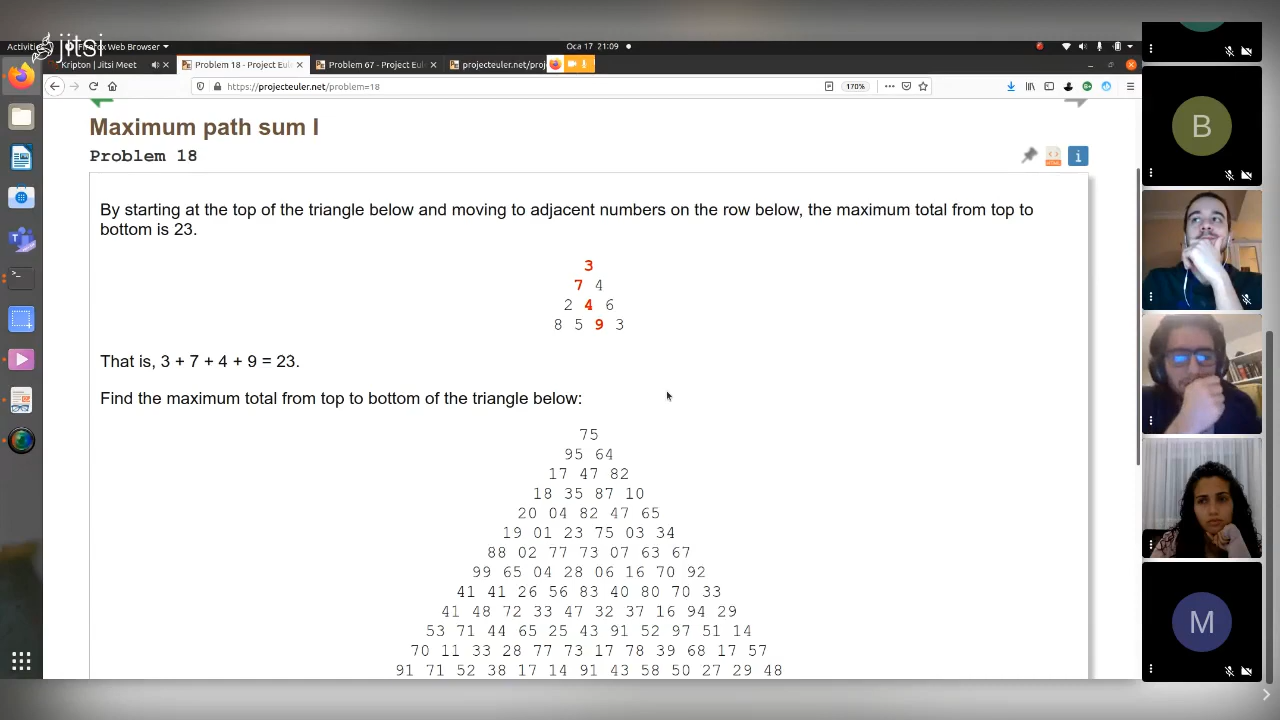 jitsi
Activities
Firefox Web Browser
Oca 17 21:09
Kripton | Jitsi Meet
Problem 18 - Project Eul
Problem 67 - Project Eul
projecteuler.net/proj
https://projecteuler.net/problem=18
170%
Maximum path sum I
Problem 18
By starting at the top of the triangle below and moving to adjacent numbers on the row below, the maximum total from top to
bottom is 23.
3
7 4
2 4 6
8 5 9 3
That is, 3 + 7 + 4 + 9 = 23.
Find the maximum total from top to bottom of the triangle below:
75
95 64
17 47 82
18 35 87 10
20 04 82 47 65
19 01 23 75 03 34
88 02 77 73 07 63 67
99 65 04 28 06 16 70 92
41 41 26 56 83 40 80 70 33
41 48 72 33 47 32 37 16 94 29
53 71 44 65 25 43 91 52 97 51 14
70 11 33 28 77 73 17 78 39 68 17 57
91 71 52 38 17 14 91 43 58 50 27 29 48
B
M